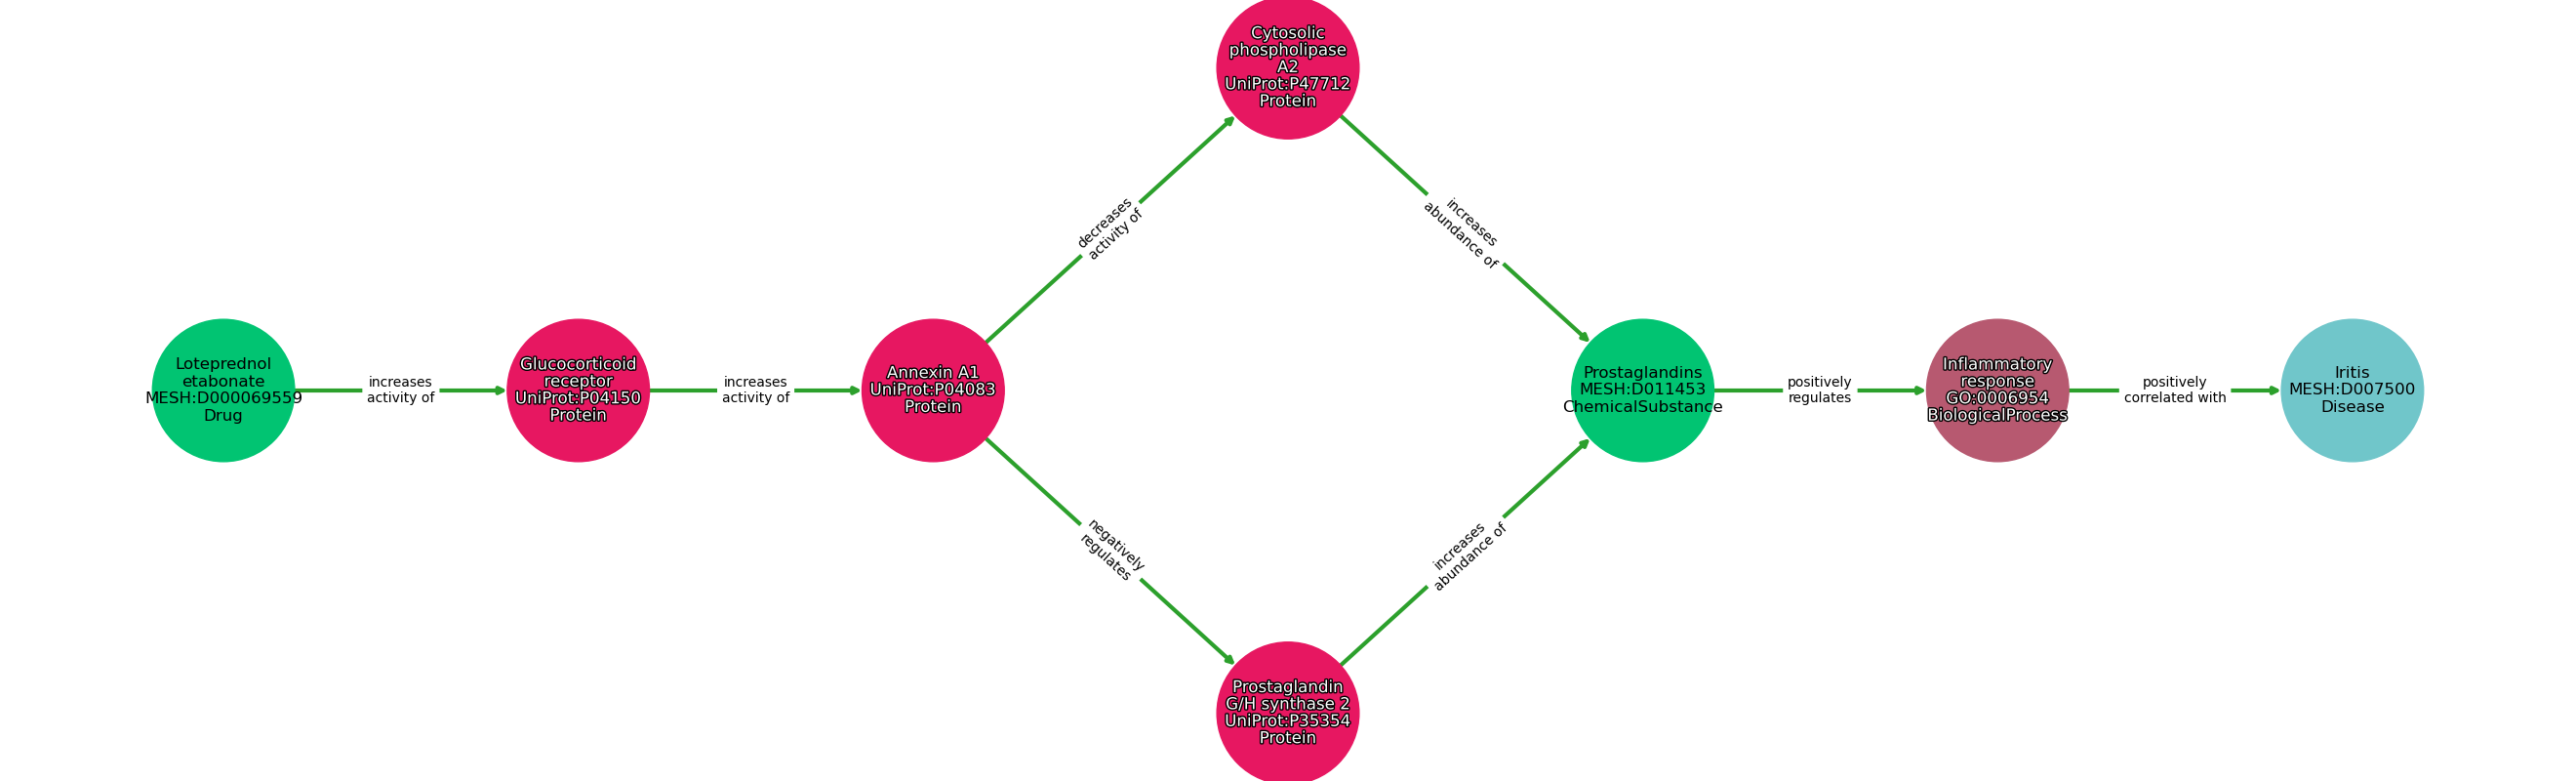 Cytosolic
phospholipase
A2
UniProt:P47712
Protein
decreases
activity of
increases
abundance of
Loteprednol
etabonate
MESH:D000069559
Drug
increases
activity of
Glucocorticoid
receptor
UniProt:P04150
Protein
increases
activity of
Annexin A1
UniProt:P04083
Protein
Prostaglandins
MESH:D011453
ChemicalSubstance
positively
regulates
Inflammatory
response
GO:0006954
BiologicalProcess
positively
correlated with
Iritis
MESH:D007500
Disease
negatively
regulates
increases
abundance of
Prostaglandin
G/H synthase 2
UniProt:P35354
Protein